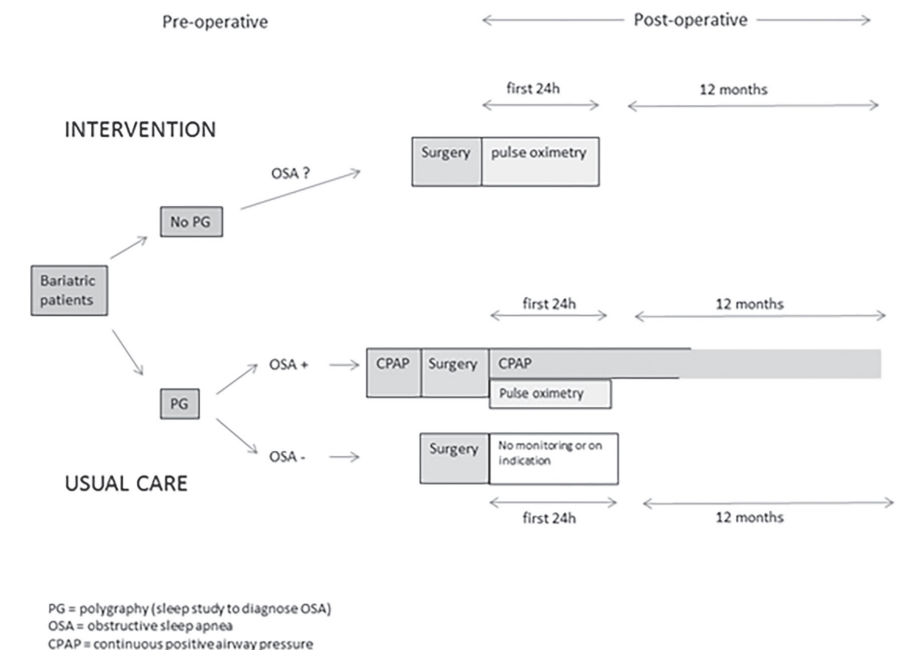 Pre-operative
Post-operative
first 24h
12 months
INTERVENTION
Surgery
pulse oximetry
OSA ?
No PG
Bariatric
patients
first 24h
12 months
OSA +
CPAP
Surgery
CPAP
Pulse oximetry
PG
OSA -
Surgery
No monitoring or on
indication
USUAL CARE
first 24h
12 months
PG = polygraphy (sleep study to diagnose OSA)
OSA = obstructive sleep apnea
CPAP = continuous positive airway pressure